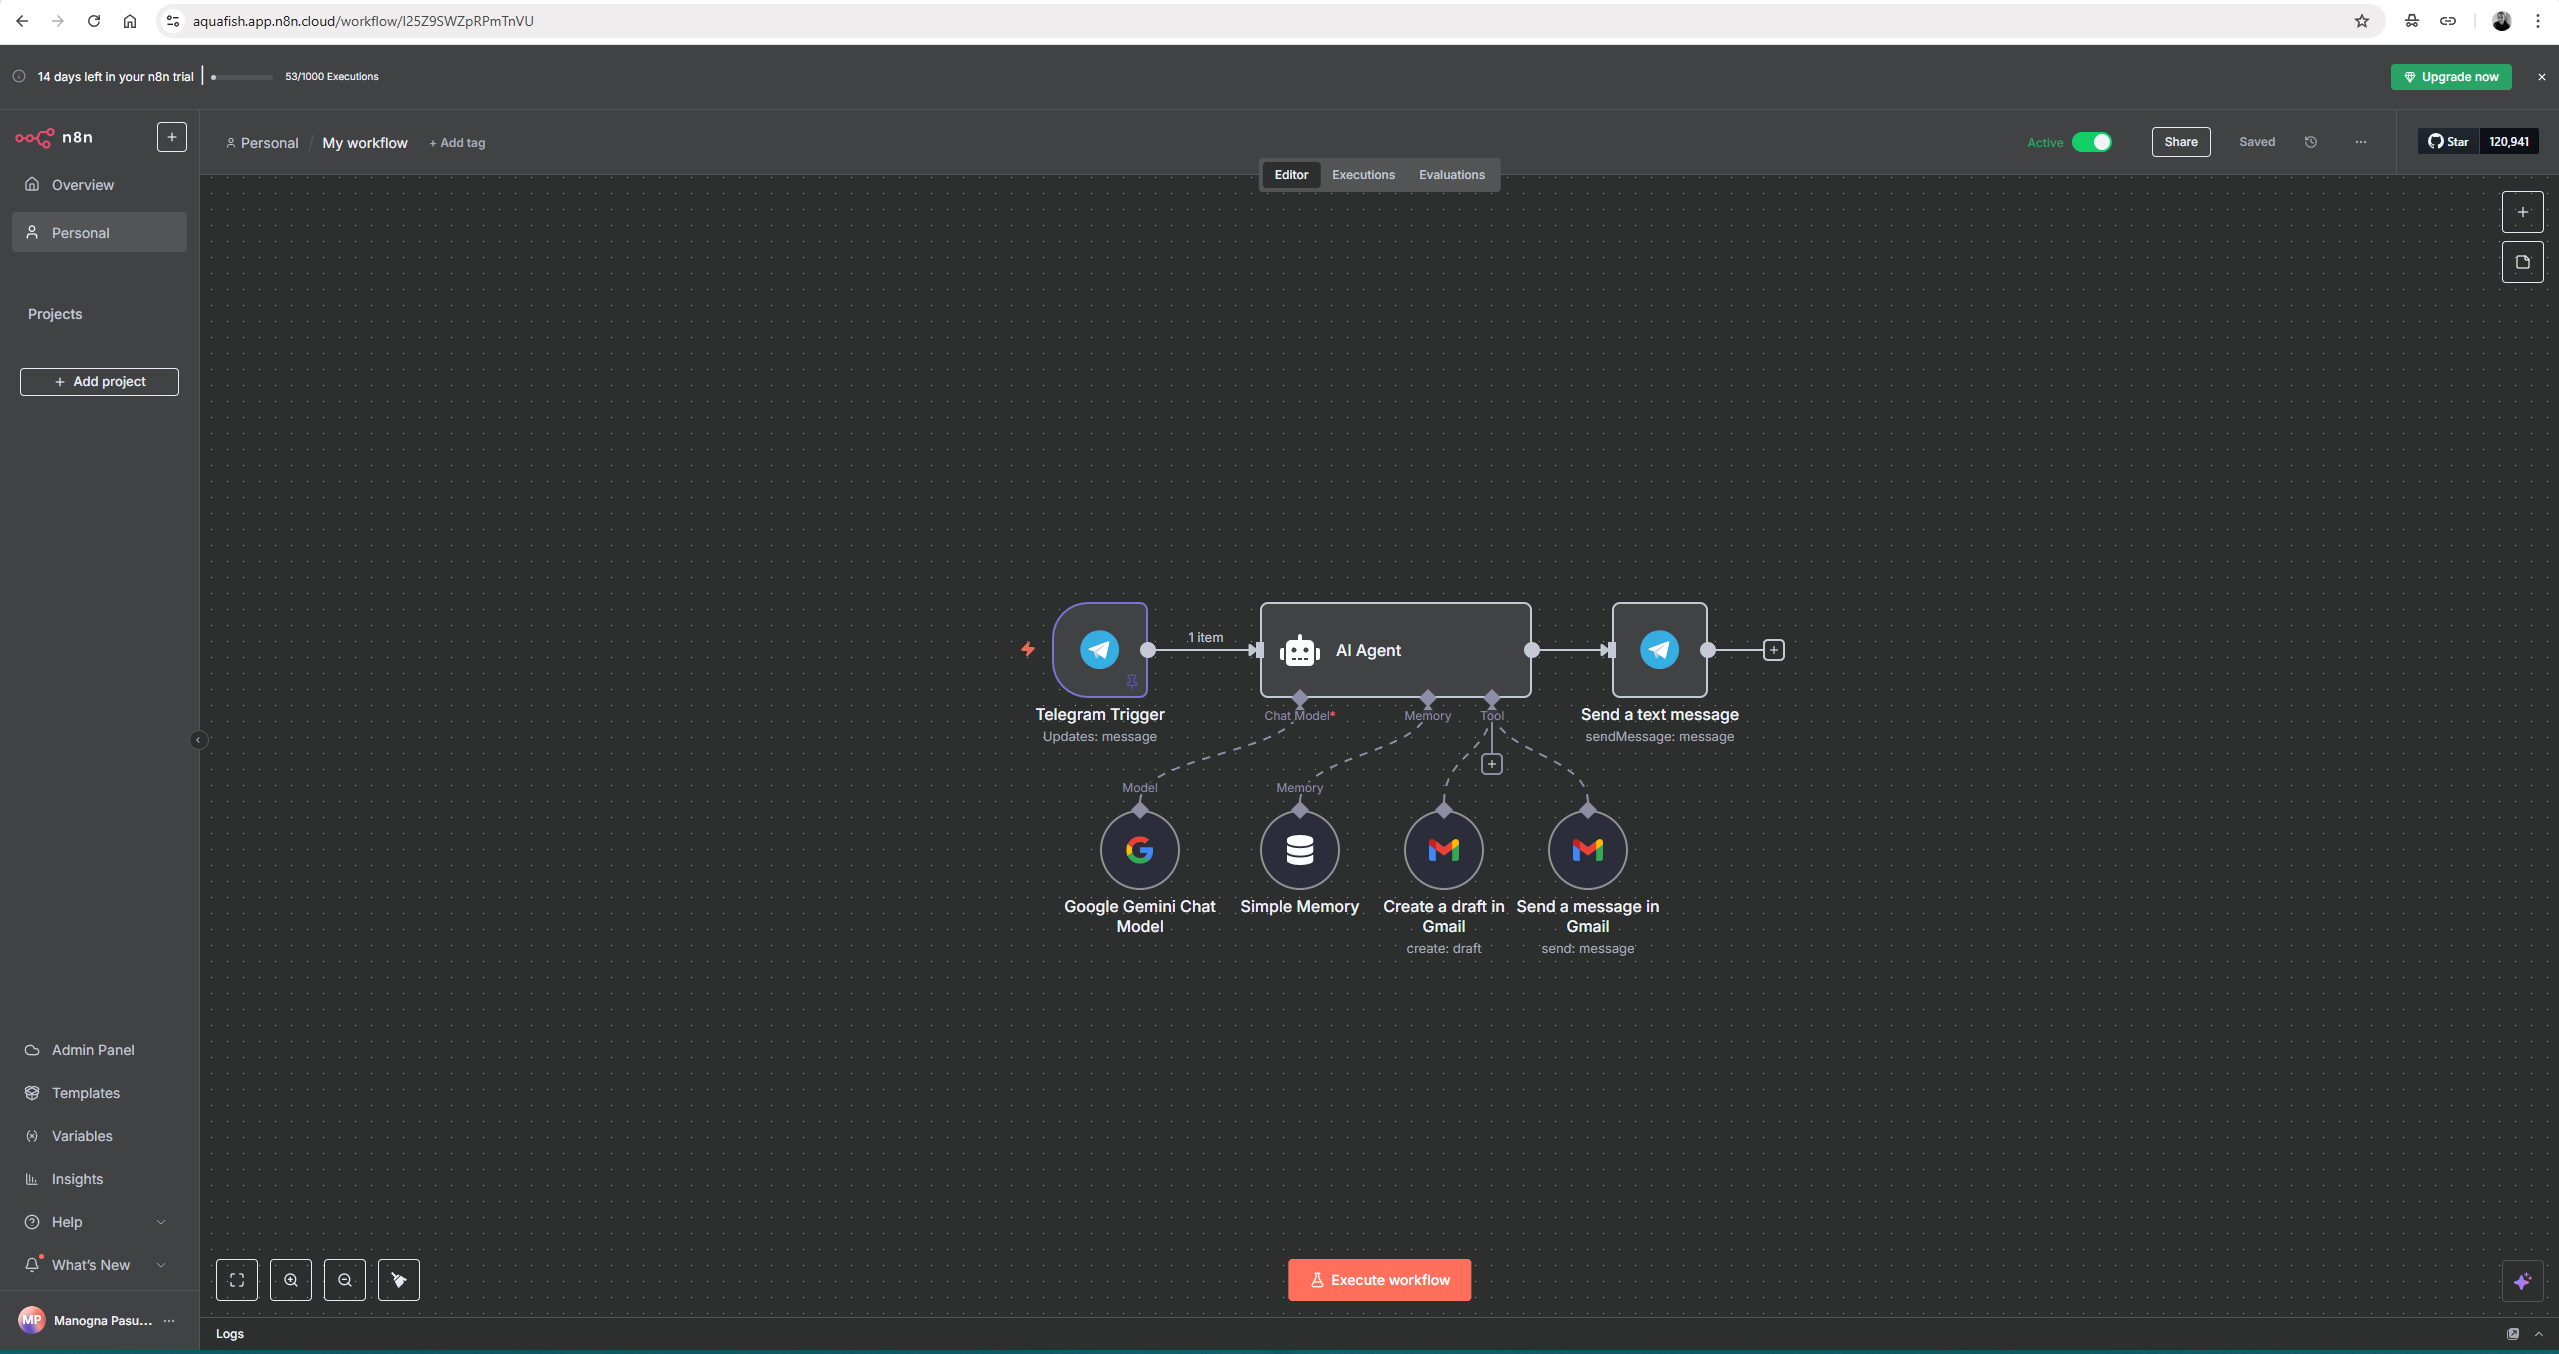 aquafish.app.n8n.cloud/workflow/I25Z9SWZpRPmTnVU
14 days left in your n8n trial
53/1000 Executions
Upgrade now
n8n
Personal / My workflow + Add tag
Active
Share
Saved
Star 120,941
Editor Executions Evaluations
Overview
Personal
Projects
+ Add project
1 item
AI Agent
Telegram Trigger
Updates: message
Chat Model*
Memory
Tool
Send a text message
sendMessage: message
Model
Memory
Google Gemini Chat
Model
Simple Memory
Create a draft in
Gmail
create: draft
Send a message in
Gmail
send: message
Admin Panel
Templates
Variables
Insights
Help
What's New
Execute workflow
MP Manogna Pasu...
Logs